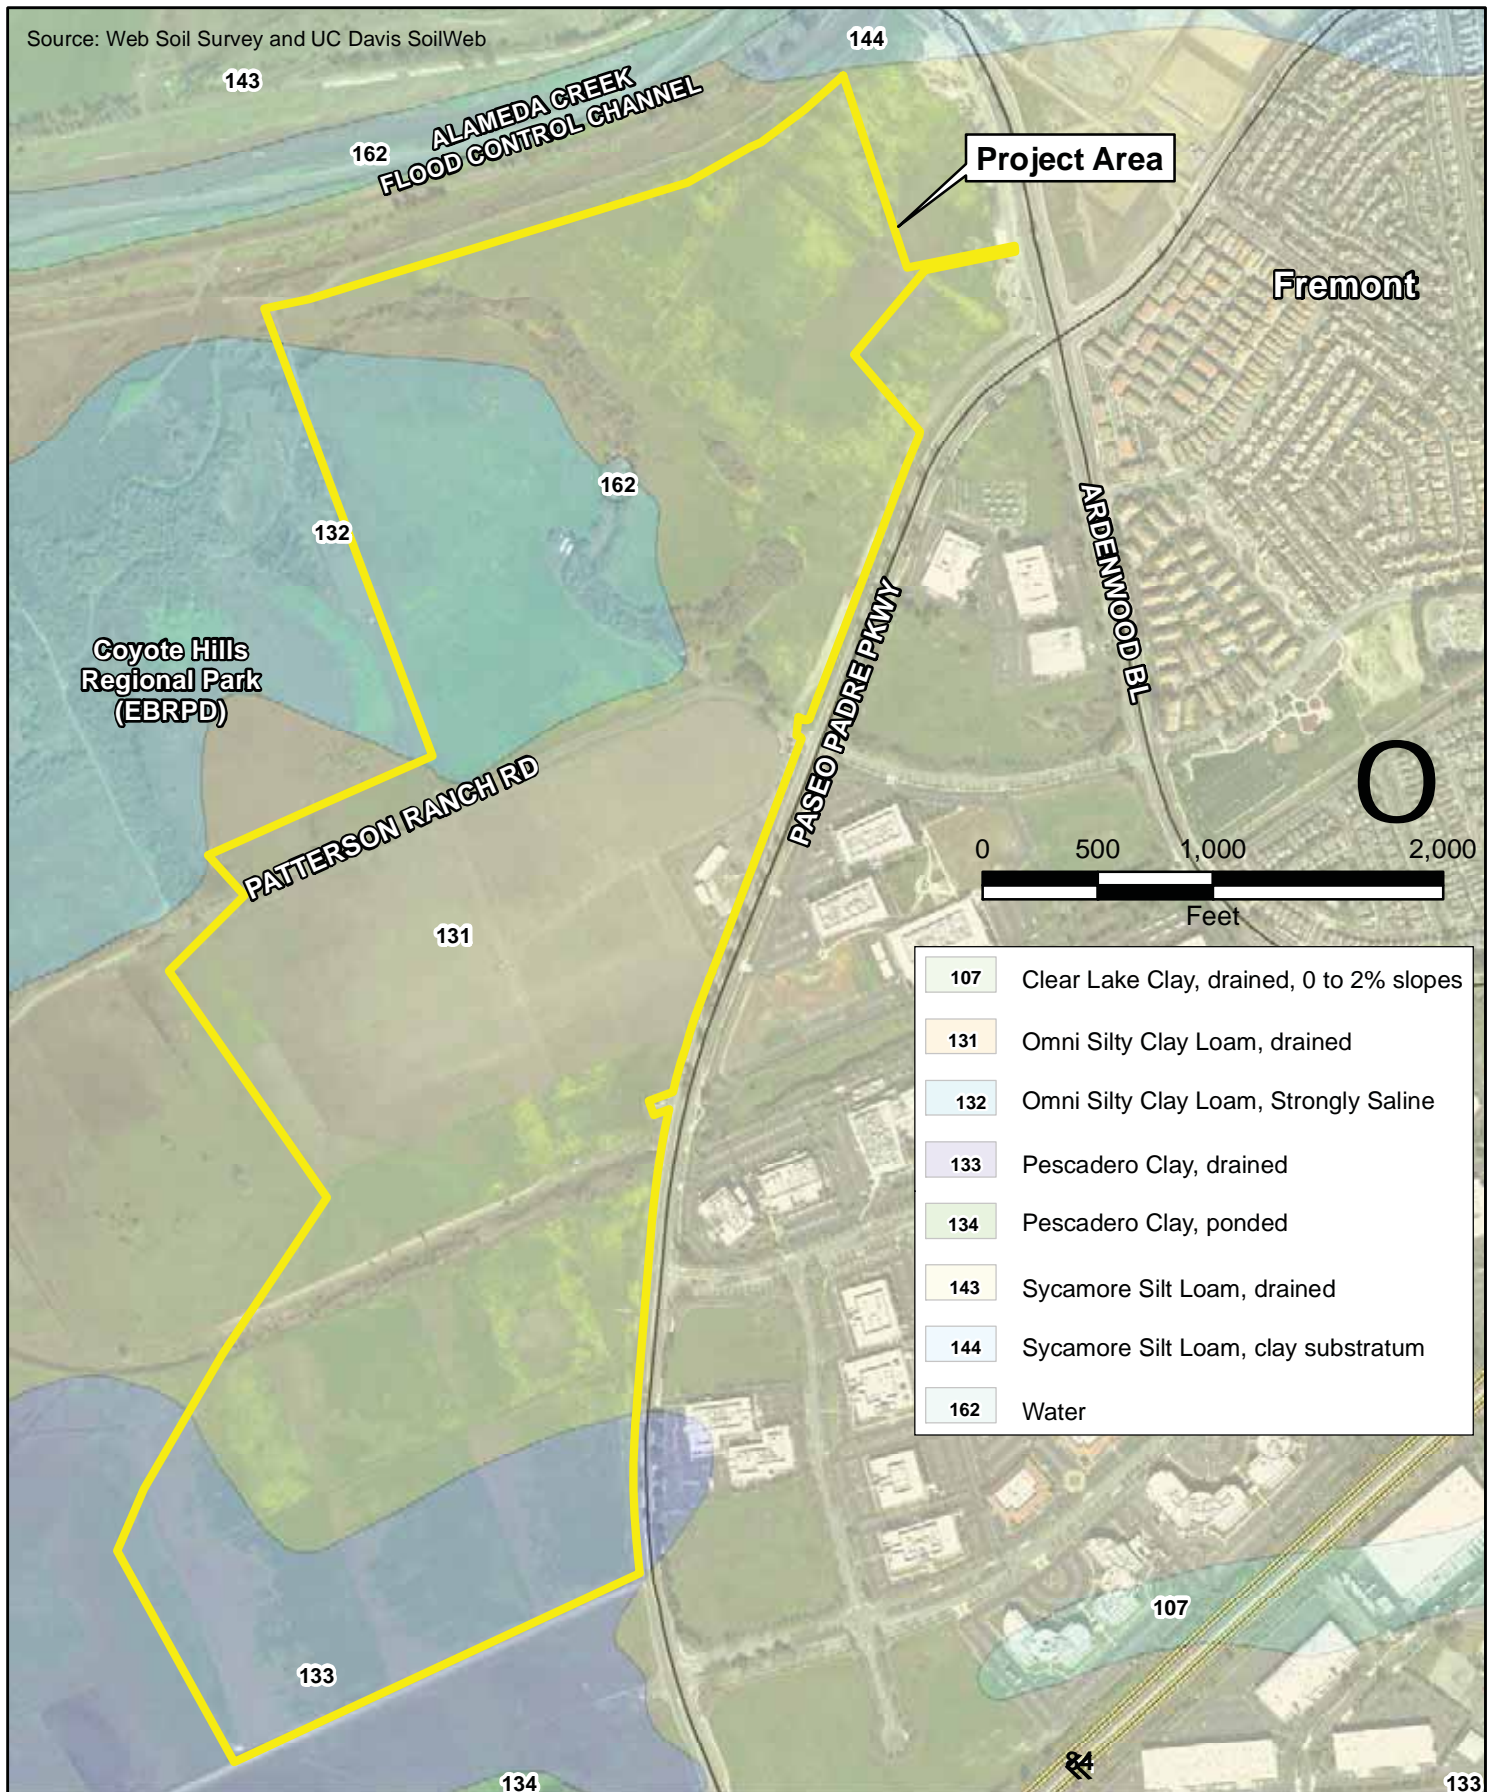 Source: Web Soil Survey and UC Davis SoilWeb
144
143
ALAMEDA CREEK
FLOOD CONTROL CHANNEL
162
Project Area
Fremont
162
132
ARDENWOOD BL
PASEO PADRE PKWY
Coyote Hills
Regional Park
(EBRPD)
PATTERSON RANCH RD
O
0 500 1,000 2,000
Feet
131
107 Clear Lake Clay, drained, 0 to 2% slopes
131 Omni Silty Clay Loam, drained
132 Omni Silty Clay Loam, Strongly Saline
133 Pescadero Clay, drained
134 Pescadero Clay, ponded
143 Sycamore Silt Loam, drained
144 Sycamore Silt Loam, clay substratum
162 Water
107
133
84
134
133